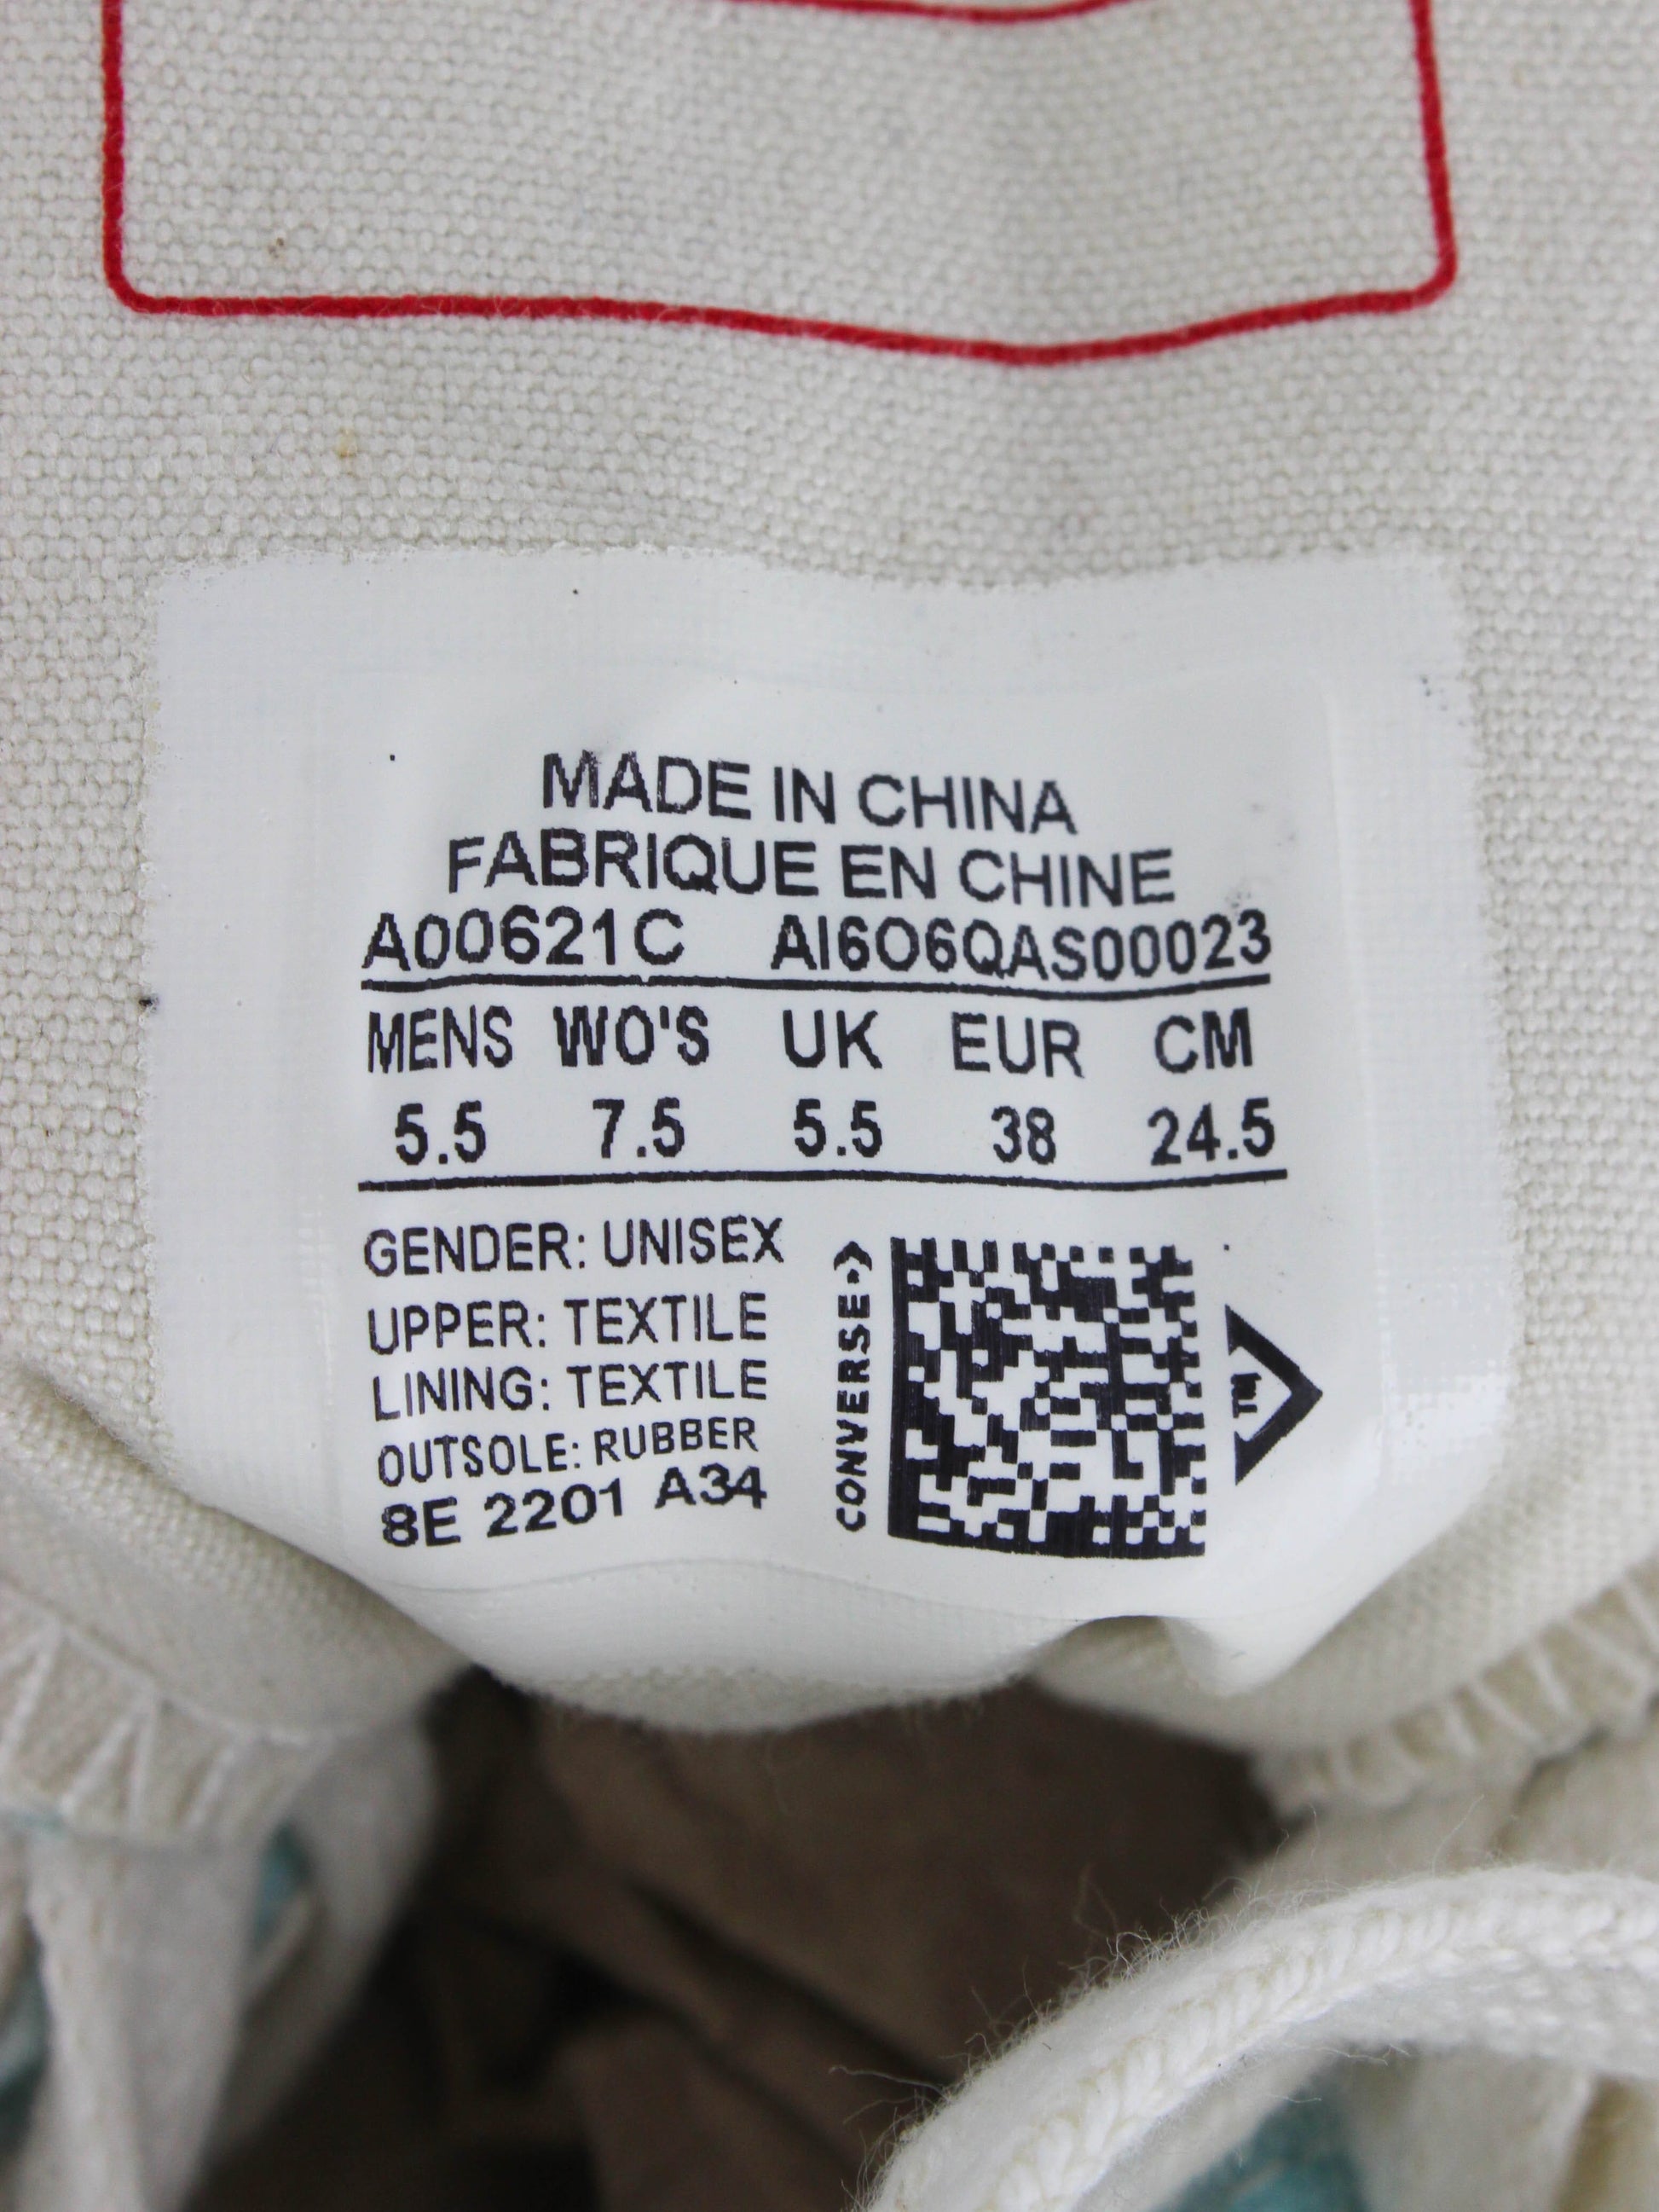 MADE IN CHINA
FABRIQUE EN CHINE
A00621C AI6O6QAS00023
MENS WO'S UK EUR CM
5.5 7.5 5.5 38 24.5
GENDER: UNISEX
UPPER: TEXTILE
LINING: TEXTILE
OUTSOLE: RUBBER
8E 2201 A34
CONVERSE